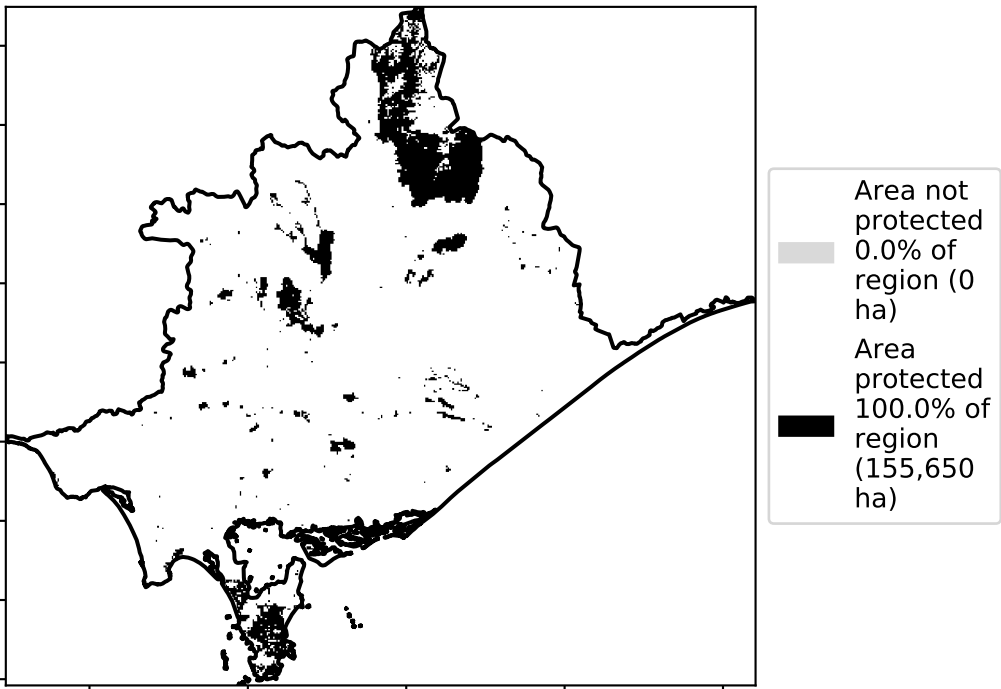 Area not
protected
0.0% of
region (0
ha)
Area
protected
100.0% of
region
(155,650
ha)